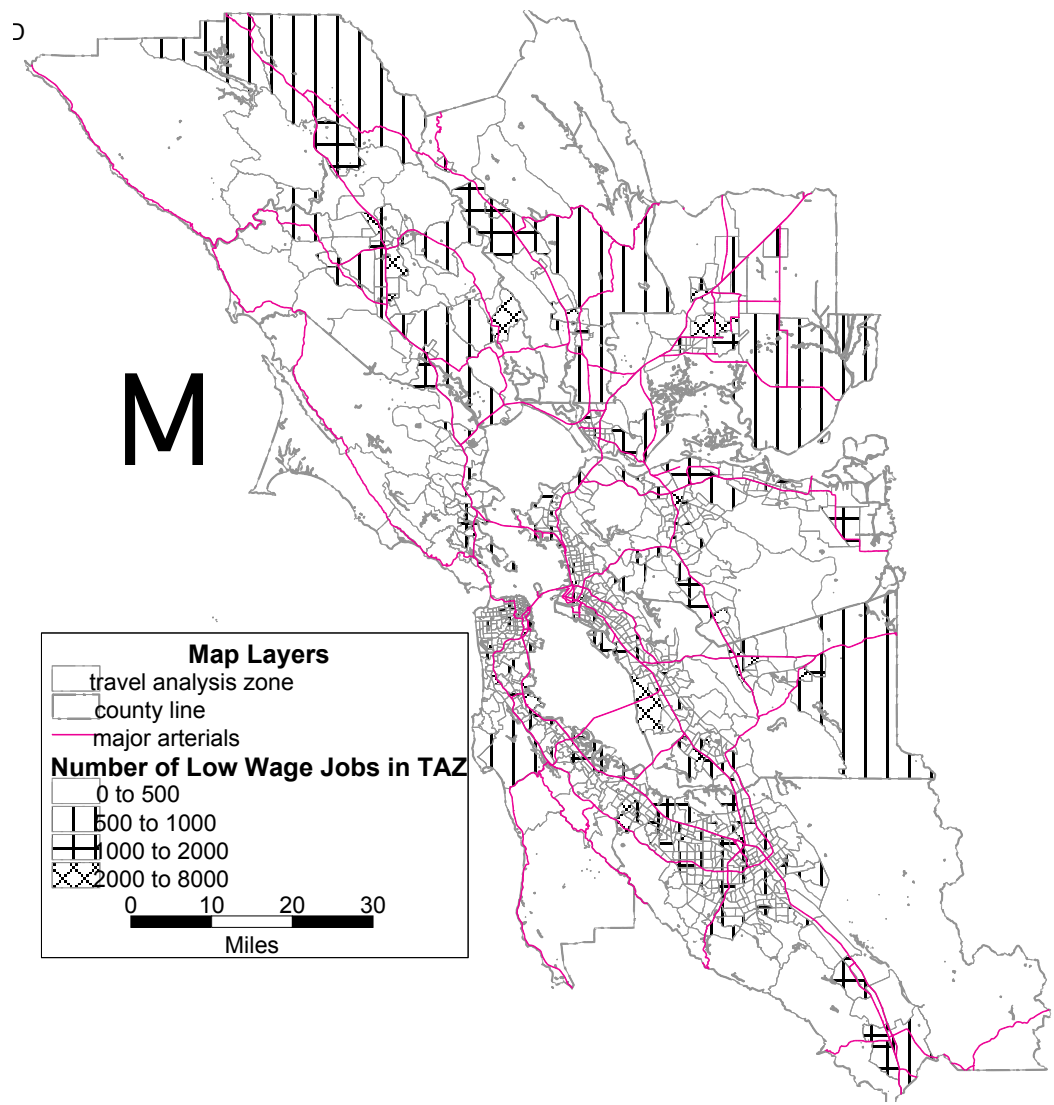 M
Map Layers
travel analysis zone
county line
major arterials
Number of Low Wage Jobs in TAZ
0 to 500
500 to 1000
1000 to 2000
2000 to 8000
0 10 20 30
Miles